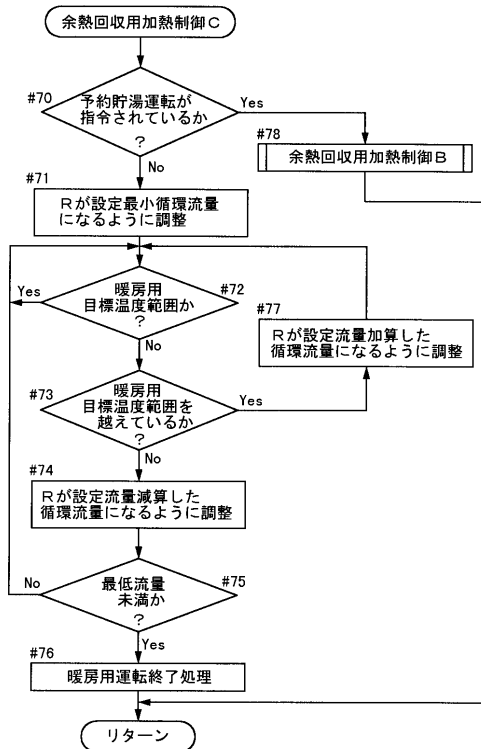 余熱回収用加熱制御C
#70
予約貯湯運転が
指令されているか
?
Yes
No
#78
余熱回収用加熱制御B
#71
Rが設定最小循環流量
になるように調整
#72
暖房用
目標温度範囲か
?
Yes
No
#77
Rが設定流量加算した
循環流量になるように調整
#73
暖房用
目標温度範囲を
越えているか
?
Yes
No
#74
Rが設定流量減算した
循環流量になるように調整
#75
最低流量
未満か
?
No
Yes
#76
暖房用運転終了処理
リターン